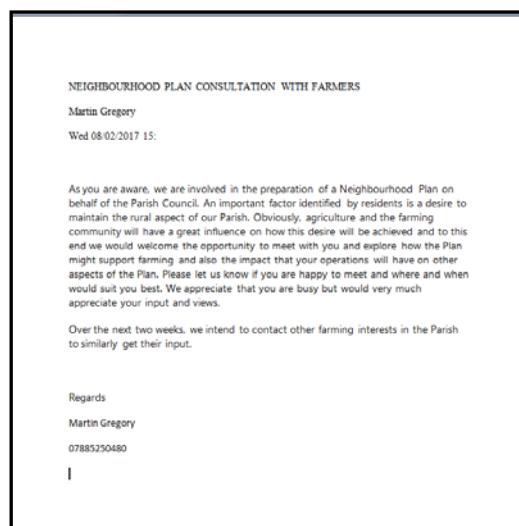 NEIGHBOURHOOD PLAN CONSULTATION WITH FARMERS
Martin Gregory
Wed 08/02/2017 15:
As you are aware, we are involved in the preparation of a Neighbourhood Plan on
behalf of the Parish Council. An important factor identified by residents is a desire to
maintain the rural aspect of our Parish. Obviously, agriculture and the farming
community will have a great influence on how this desire will be achieved and to this
end we would welcome the opportunity to meet with you and explore how the Plan
might support farming and also the impact that your operations will have on other
aspects of the Plan. Please let us know if you are happy to meet and where and when
would suit you best. We appreciate that you are busy but would very much
appreciate your input and views.
Over the next two weeks, we intend to contact other farming interests in the Parish
to similarly get their input.
Regards
Martin Gregory
07885250480